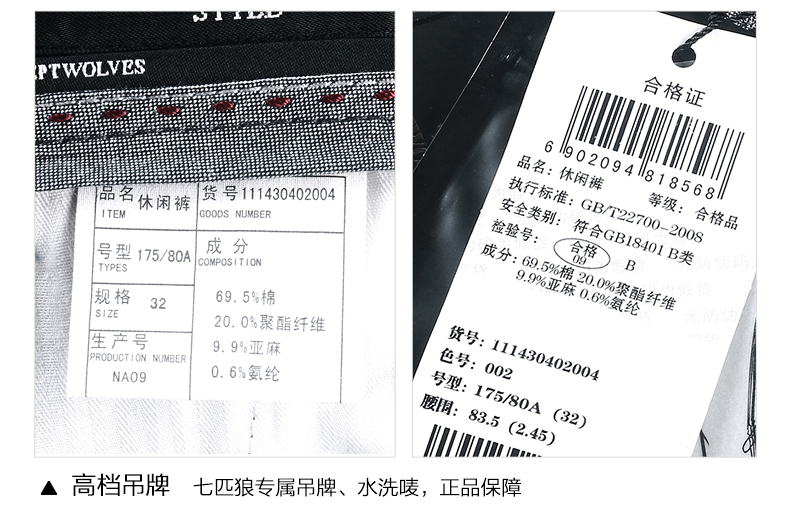 STYLE
EPTWOLVES
品名 休闲裤
ITEM
货号 111430402004
GOODS NUMBER
号型 175/80A
TYPES
成 分
COMPOSITION
规格 32
SIZE
69.5%棉
20.0%聚酯纤维
9.9%亚麻
0.6%氨纶
生产号
PRODUCTION NUMBER
NA09
合格证
6 902094 818568
品名: 休闲裤 等级: 合格品
执行标准: GB/T22700-2008
安全类别: 符合GB18401 B类
检验号: 合格 09 B
成分: 69.5%棉 20.0%聚酯纤维
9.9%亚麻 0.6%氨纶
货号: 111430402004
色号: 002
号型: 175/80A (32)
腰围: 83.5 (2.45)
▲ 高档吊牌 七匹狼专属吊牌、水洗唛，正品保障